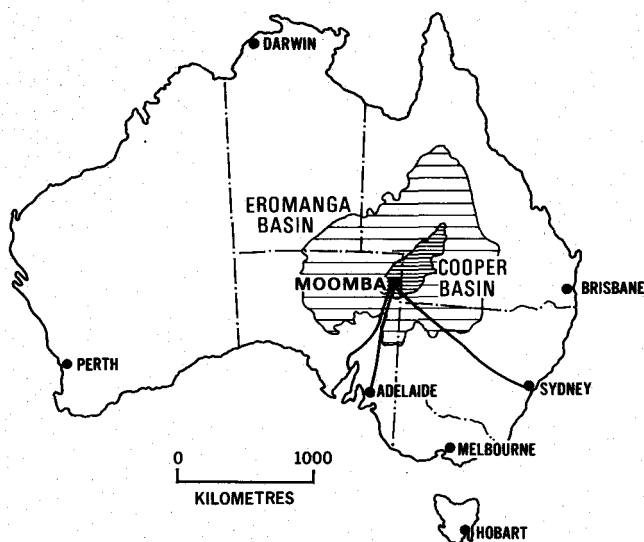 DARWIN
EROMANGA
BASIN
COOPER
BASIN
MOOMBA
BRISBANE
PERTH
ADELAIDE
SYDNEY
MELBOURNE
0 1000
KILOMETRES
HOBART